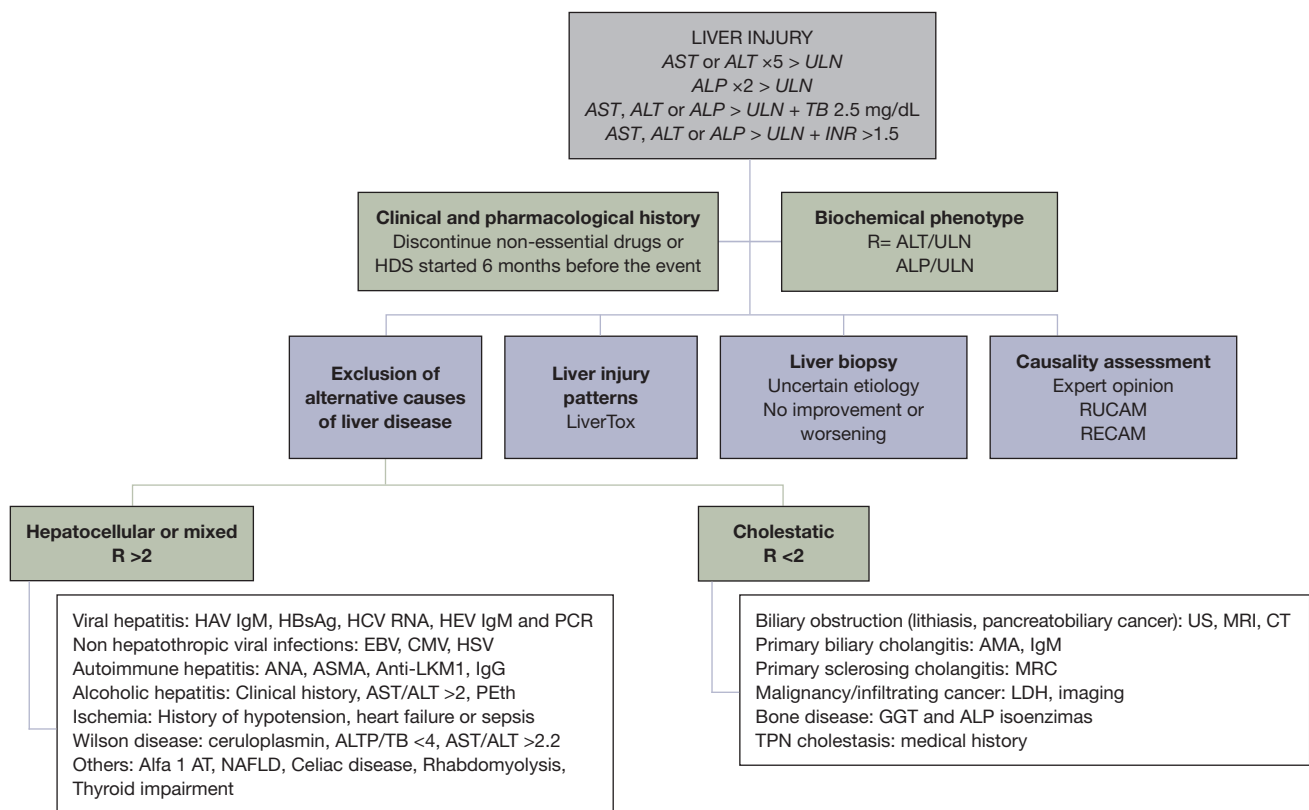 LIVER INJURY
AST or ALT ×5 > ULN
ALP ×2 > ULN
AST, ALT or ALP > ULN + TB 2.5 mg/dL
AST, ALT or ALP > ULN + INR >1.5
Clinical and pharmacological history
Discontinue non-essential drugs or
HDS started 6 months before the event
Biochemical phenotype
R= ALT/ULN
ALP/ULN
Exclusion of
alternative causes
of liver disease
Liver injury
patterns
LiverTox
Liver biopsy
Uncertain etiology
No improvement or
worsening
Causality assessment
Expert opinion
RUCAM
RECAM
Hepatocellular or mixed
R >2
Viral hepatitis: HAV IgM, HBsAg, HCV RNA, HEV IgM and PCR
Non hepatothropic viral infections: EBV, CMV, HSV
Autoimmune hepatitis: ANA, ASMA, Anti-LKM1, IgG
Alcoholic hepatitis: Clinical history, AST/ALT >2, PEth
Ischemia: History of hypotension, heart failure or sepsis
Wilson disease: ceruloplasmin, ALTP/TB <4, AST/ALT >2.2
Others: Alfa 1 AT, NAFLD, Celiac disease, Rhabdomyolysis,
Thyroid impairment
Cholestatic
R <2
Biliary obstruction (lithiasis, pancreatobiliary cancer): US, MRI, CT
Primary biliary cholangitis: AMA, IgM
Primary sclerosing cholangitis: MRC
Malignancy/infiltrating cancer: LDH, imaging
Bone disease: GGT and ALP isoenzimas
TPN cholestasis: medical history